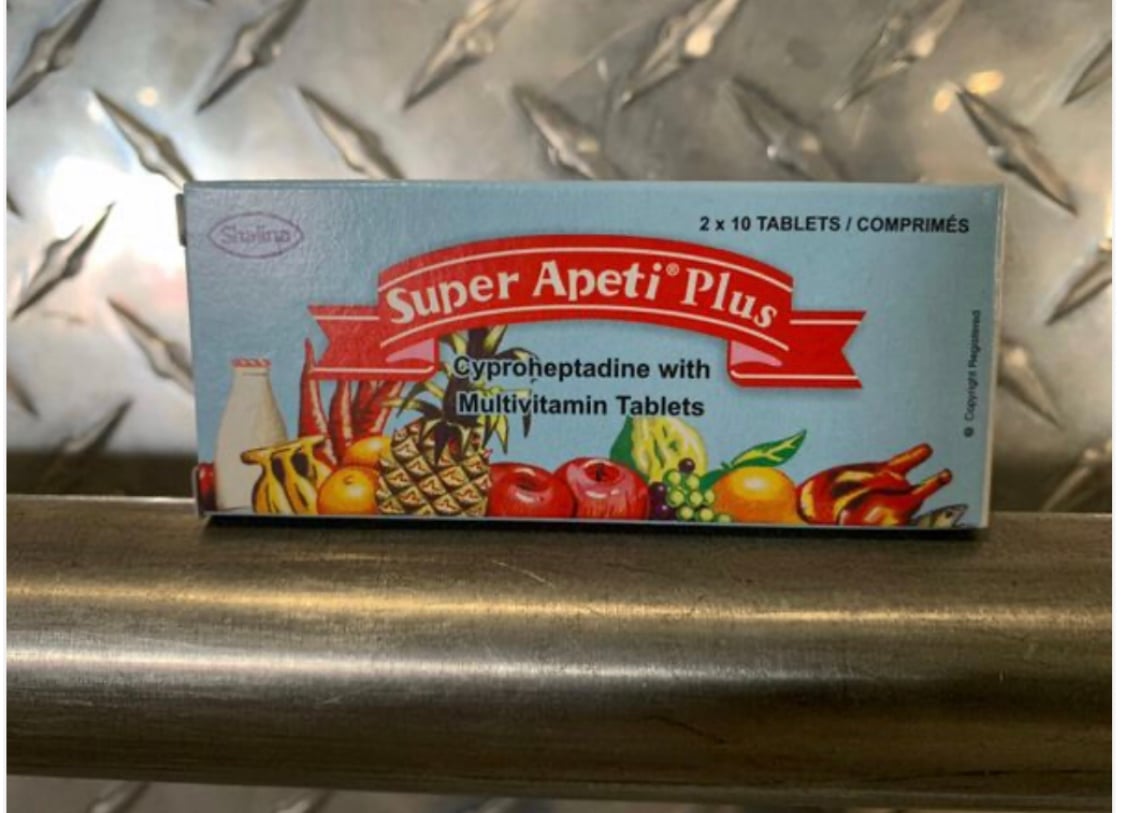 Shalina
2 x 10 TABLETS / COMPRIMÉS
Super Apeti® Plus
Cyproheptadine with
Multivitamin Tablets
© Copyright Registered